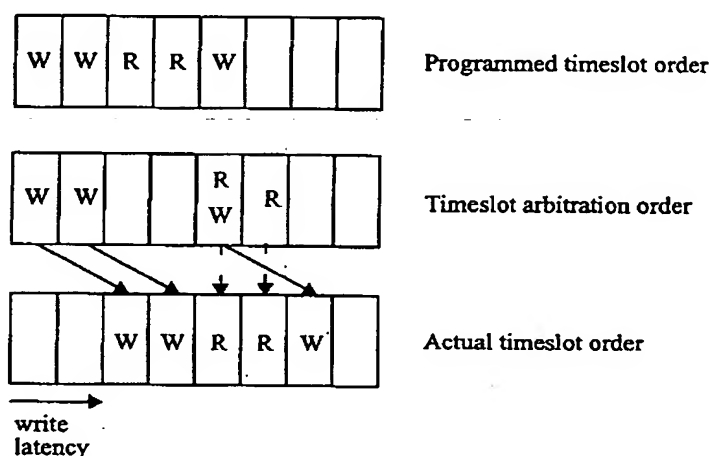 W W R R W Programmed timeslot order
R
W W R Timeslot arbitration order
W
W W R R W Actual timeslot order
write
latency